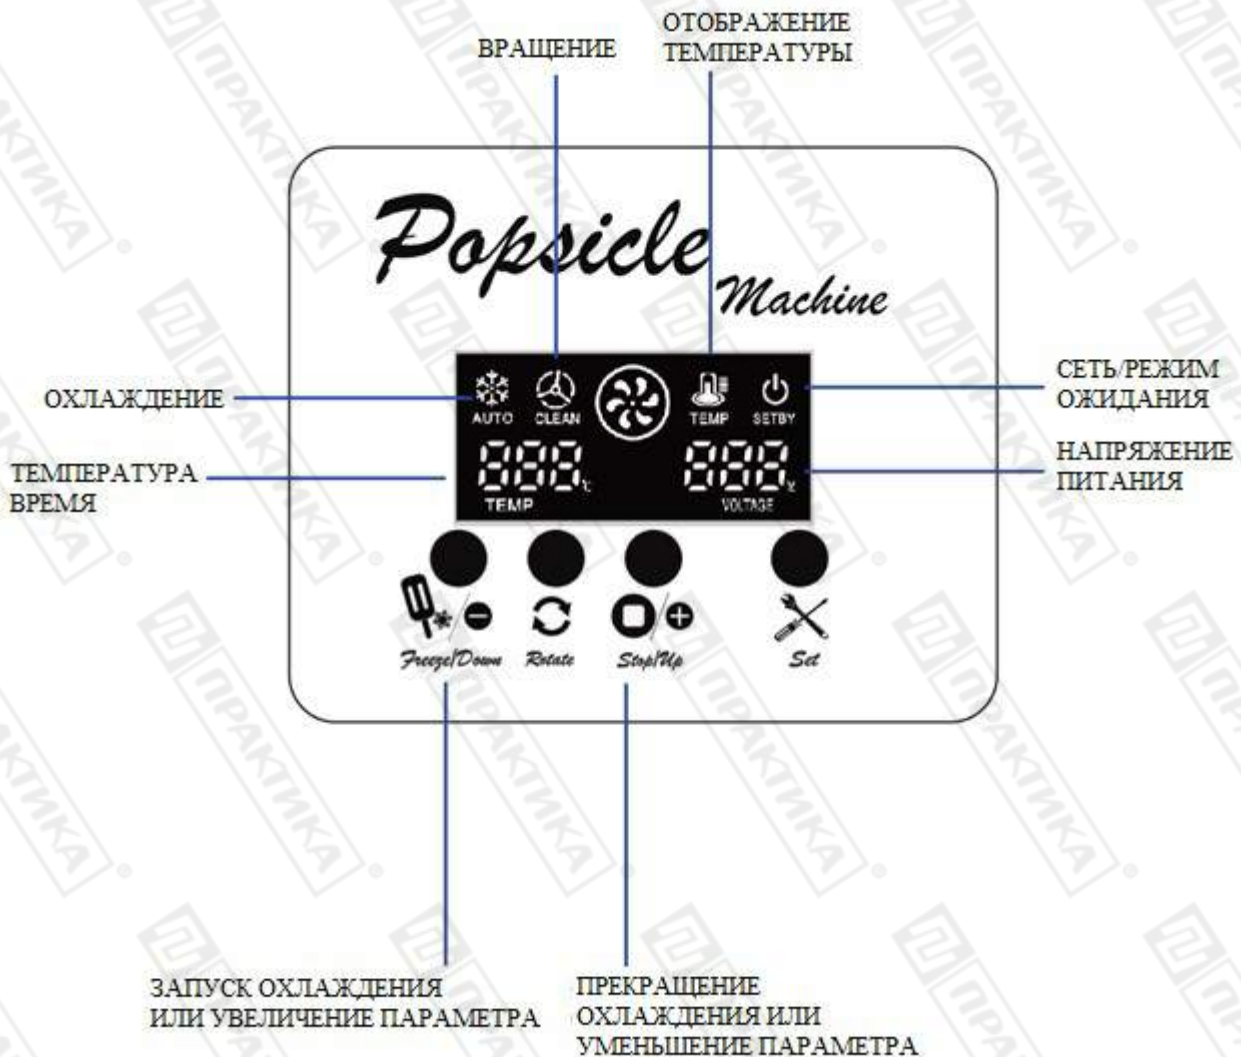 ОТОБРАЖЕНИЕ
ТЕМПЕРАТУРЫ
ВРАЩЕНИЕ
Popsicle
Machine
ОХЛАЖДЕНИЕ
AUTO
CLEAN
TEMP
SETBY
СЕТЬ/РЕЖИМ
ОЖИДАНИЯ
ТЕМПЕРАТУРА
ВРЕМЯ
888 °C
TEMP
888 V
VOLTAGE
НАПРЯЖЕНИЕ
ПИТАНИЯ
Freeze/Down
Rotate
Stop/Up
Set
ЗАПУСК ОХЛАЖДЕНИЯ
ИЛИ УВЕЛИЧЕНИЕ ПАРАМЕТРА
ПРЕКРАЩЕНИЕ
ОХЛАЖДЕНИЯ ИЛИ
УМЕНЬШЕНИЕ ПАРАМЕТРА
ПРАКТИКА